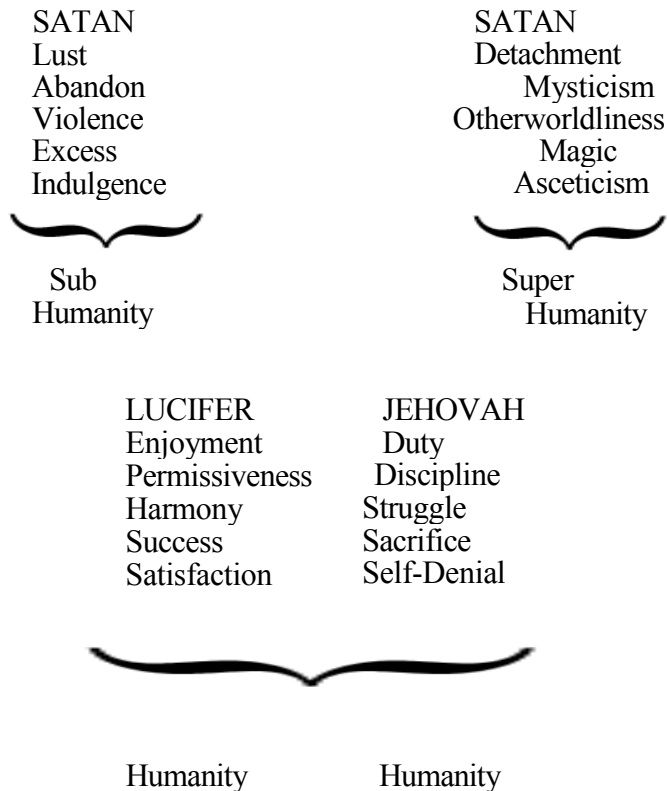 SATAN
Lust
Abandon
Violence
Excess
Indulgence
Sub
Humanity
SATAN
Detachment
Mysticism
Otherworldliness
Magic
Asceticism
Super
Humanity
LUCIFER
Enjoyment
Permissiveness
Harmony
Success
Satisfaction
JEHOVAH
Duty
Discipline
Struggle
Sacrifice
Self-Denial
Humanity
Humanity